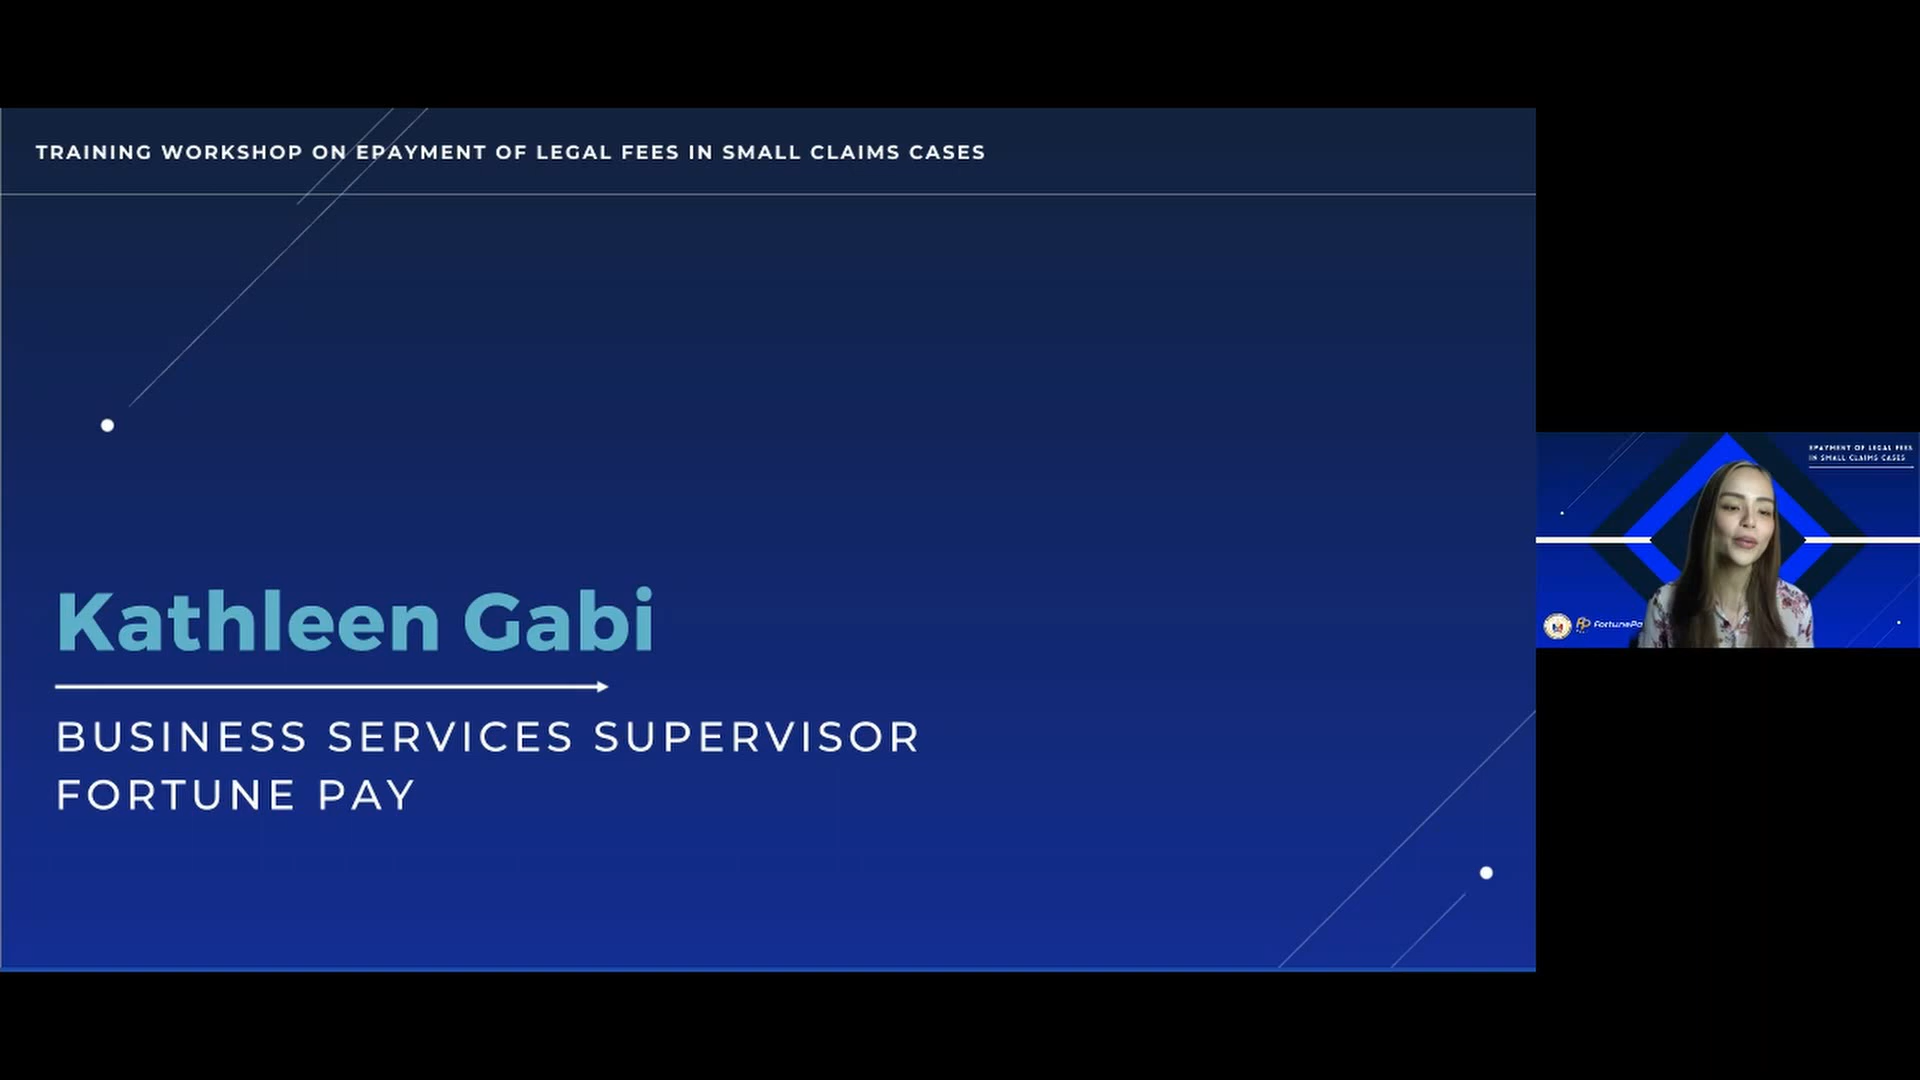 TRAINING WORKSHOP ON EPAYMENT OF LEGAL FEES IN SMALL CLAIMS CASES
Kathleen Gabi
BUSINESS SERVICES SUPERVISOR
FORTUNE PAY
EPAYMENT OF LEGAL FEES
IN SMALL CLAIMS CASES
FortunePa